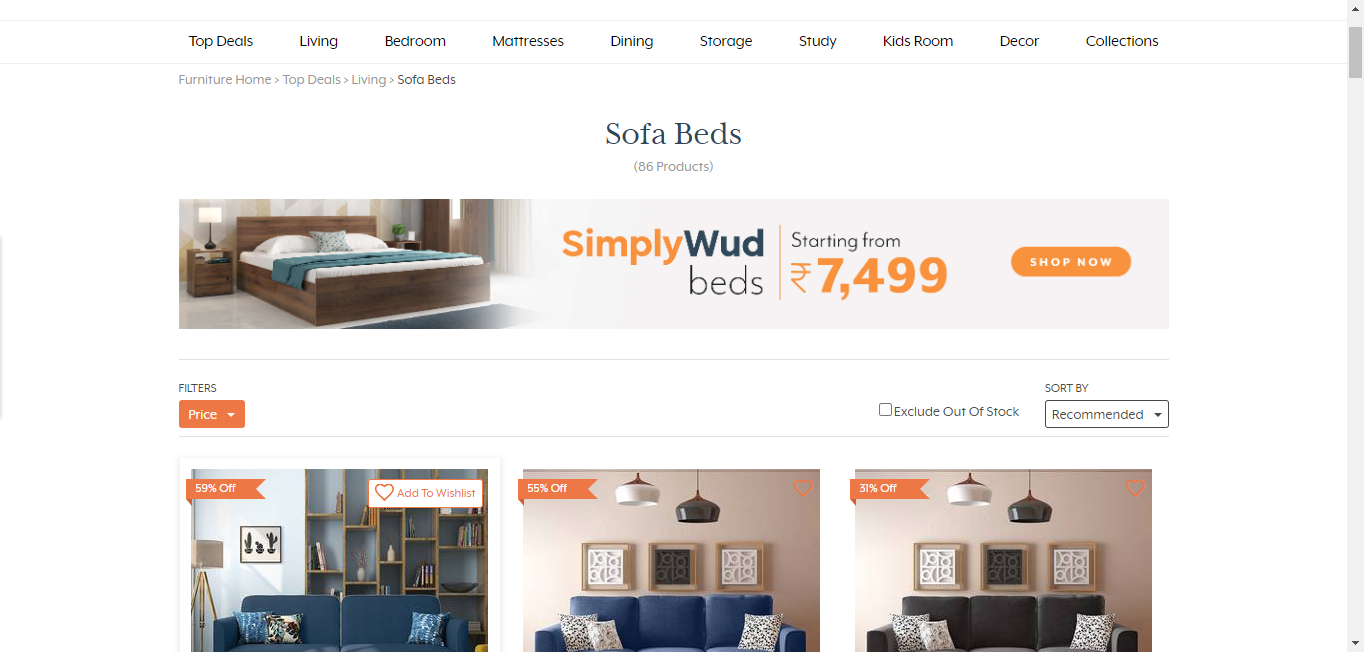 Top Deals Living Bedroom Mattresses Dining Storage Study Kids Room Decor Collections
Furniture Home > Top Deals > Living > Sofa Beds
Sofa Beds
(86 Products)
SimplyWud
beds
Starting from
₹7,499
SHOP NOW
FILTERS
Price
Exclude Out Of Stock
SORT BY
Recommended
59% Off
Add To Wishlist
55% Off
31% Off